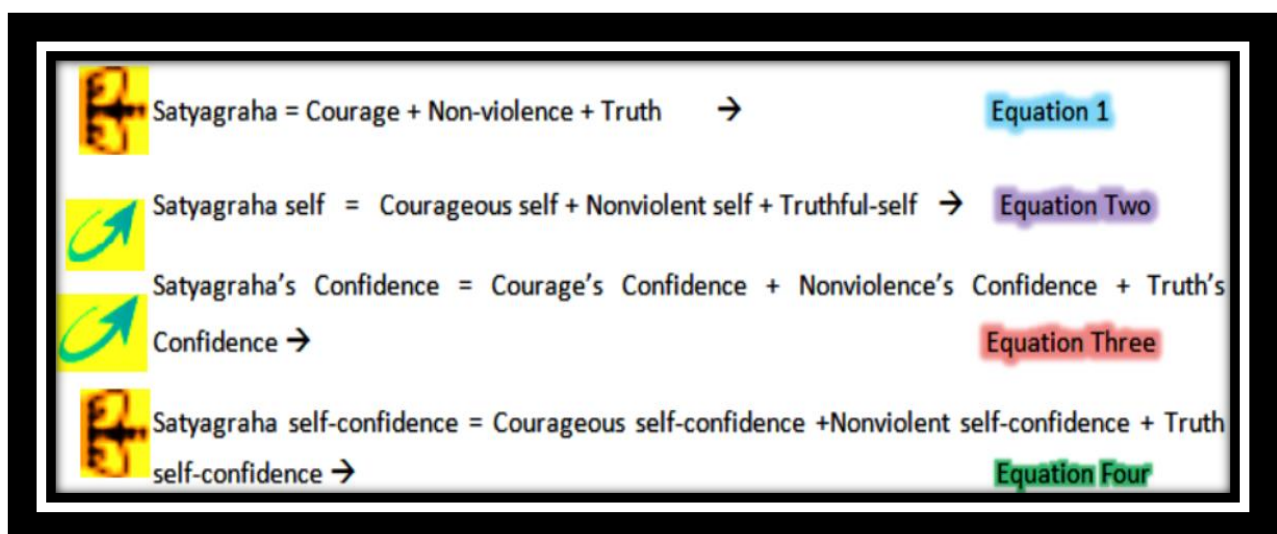 Satyagraha = Courage + Non-violence + Truth → Equation 1
Satyagraha self = Courageous self + Nonviolent self + Truthful-self → Equation Two
Satyagraha’s Confidence = Courage’s Confidence + Nonviolence’s Confidence + Truth’s
Confidence → Equation Three
Satyagraha self-confidence = Courageous self-confidence +Nonviolent self-confidence + Truth
self-confidence → Equation Four